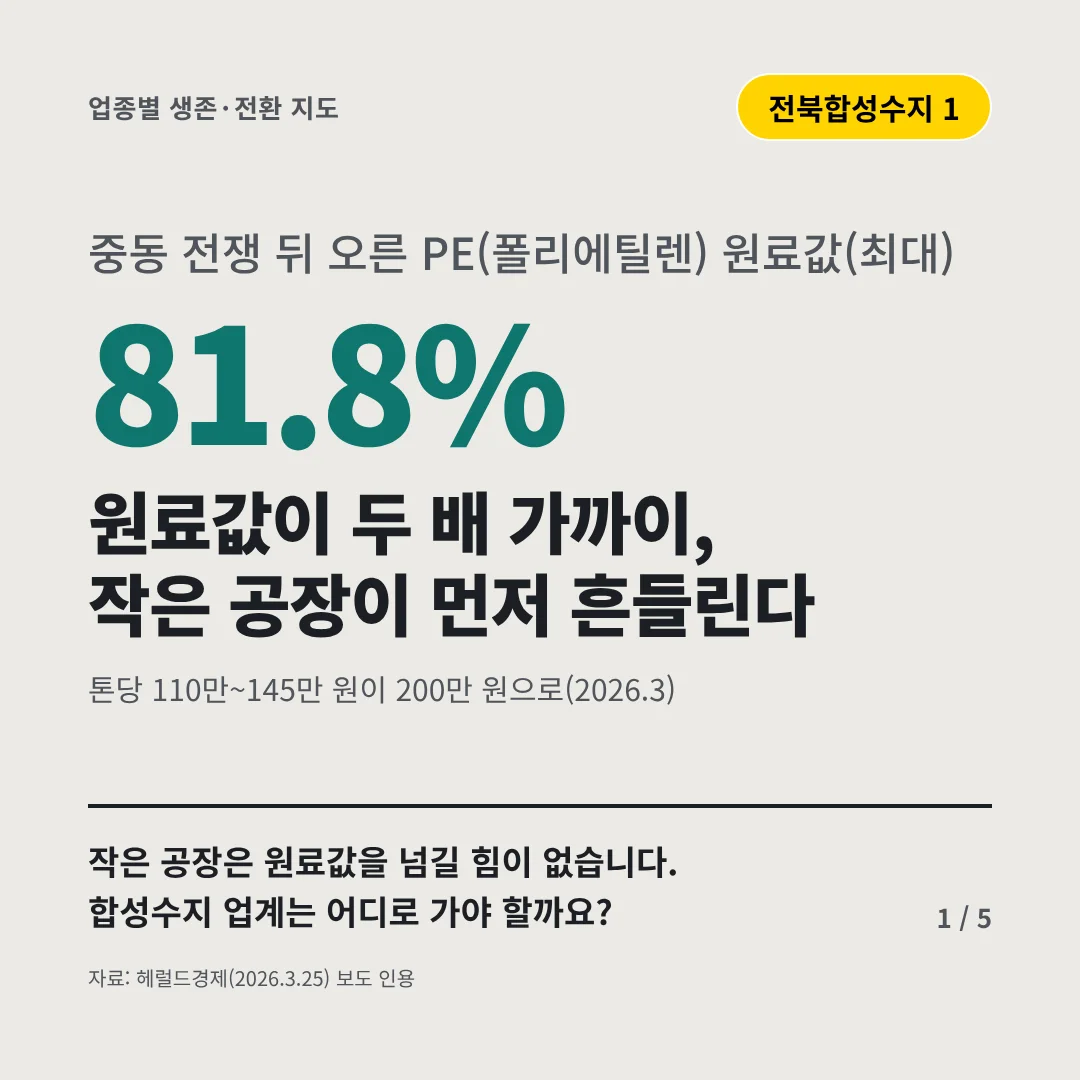 업종별 생존·전환 지도
전북합성수지 1
중동 전쟁 뒤 오른 PE(폴리에틸렌) 원료값(최대)
81.8%
원료값이 두 배 가까이,
작은 공장이 먼저 흔들린다
톤당 110만~145만 원이 200만 원으로(2026.3)
작은 공장은 원료값을 넘길 힘이 없습니다.
합성수지 업계는 어디로 가야 할까요?
1 / 5
자료: 헤럴드경제(2026.3.25) 보도 인용